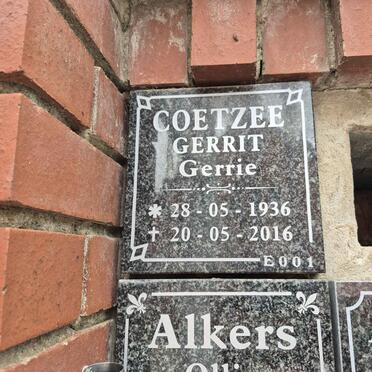 COETZEE
GERRIT
Gerrie
* 28 - 05 - 1936
† 20 - 05 - 2016
E001
Alkers